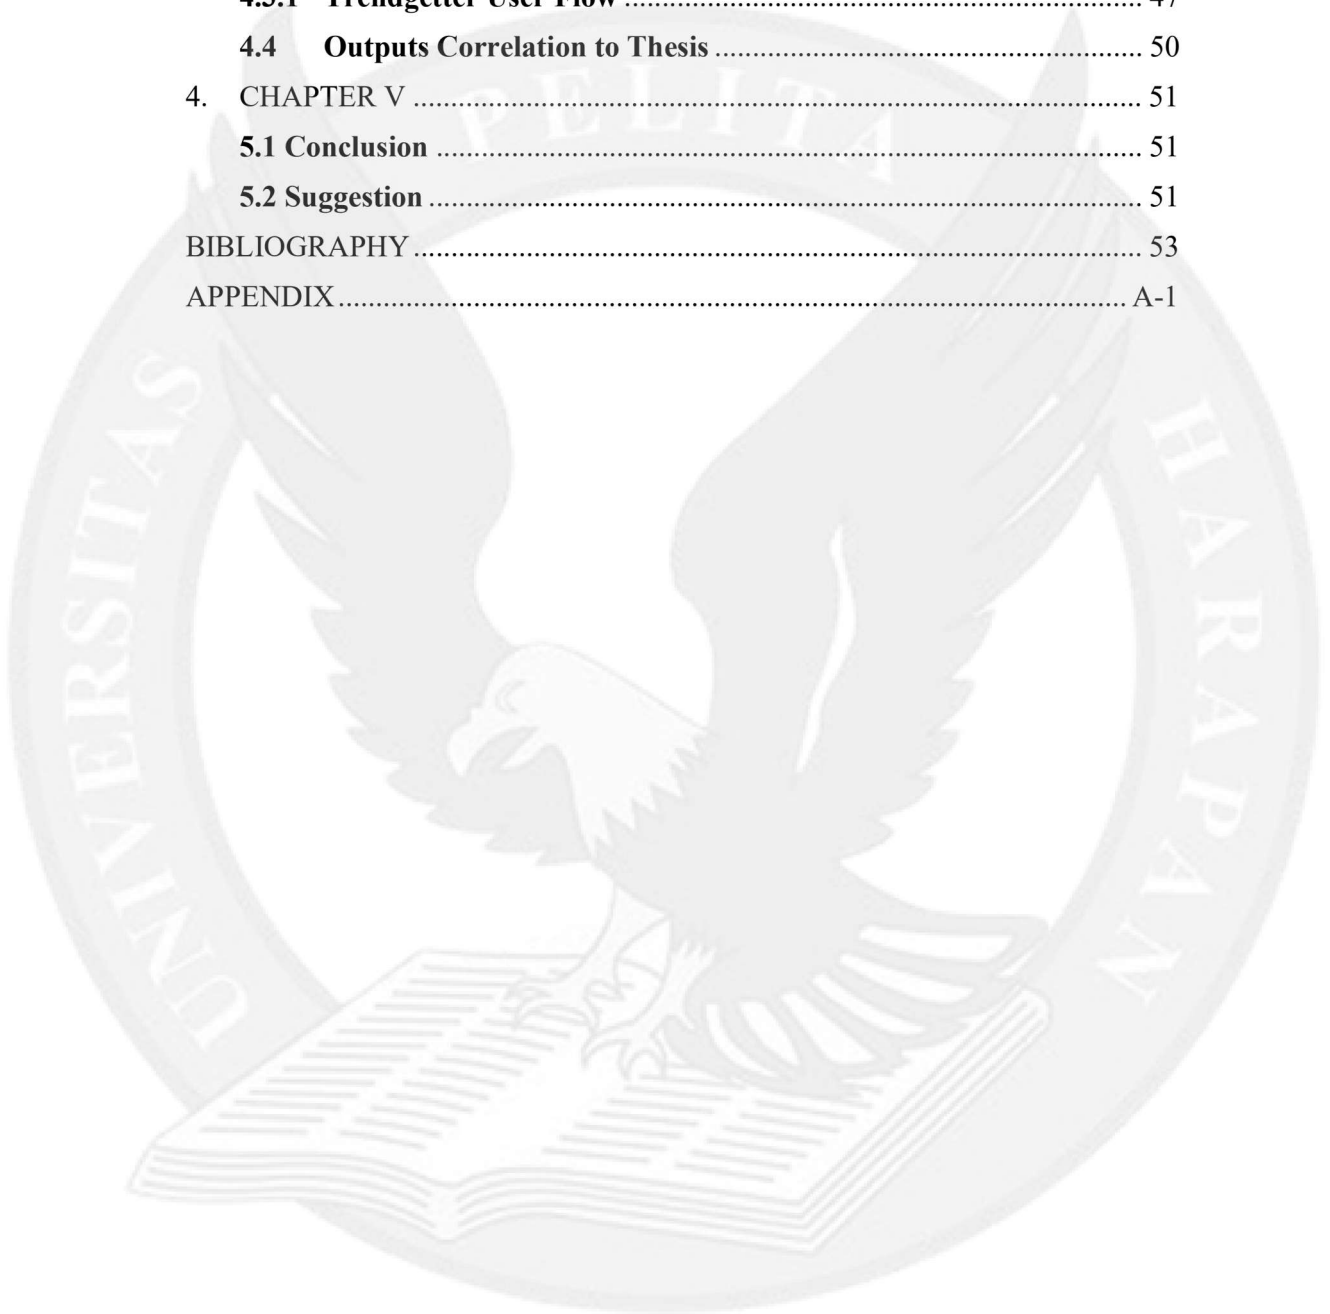 4.3.1 Trendgetter User Flow ........................................................................ 47
4.4 Outputs Correlation to Thesis ............................................................ 50
4. CHAPTER V .................................................................................................... 51
5.1 Conclusion ................................................................................................. 51
5.2 Suggestion .................................................................................................. 51
BIBLIOGRAPHY .................................................................................................... 53
APPENDIX ............................................................................................................. A-1
UNIVERSITAS PELITA HARAPAN